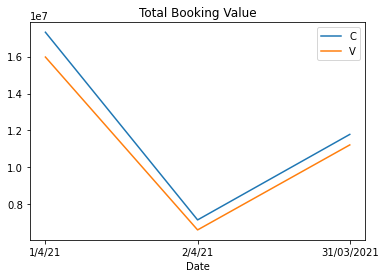 Total Booking Value
1e7
C
V
1.6
1.4
1.2
1.0
0.8
1/4/21 2/4/21 31/03/2021
Date